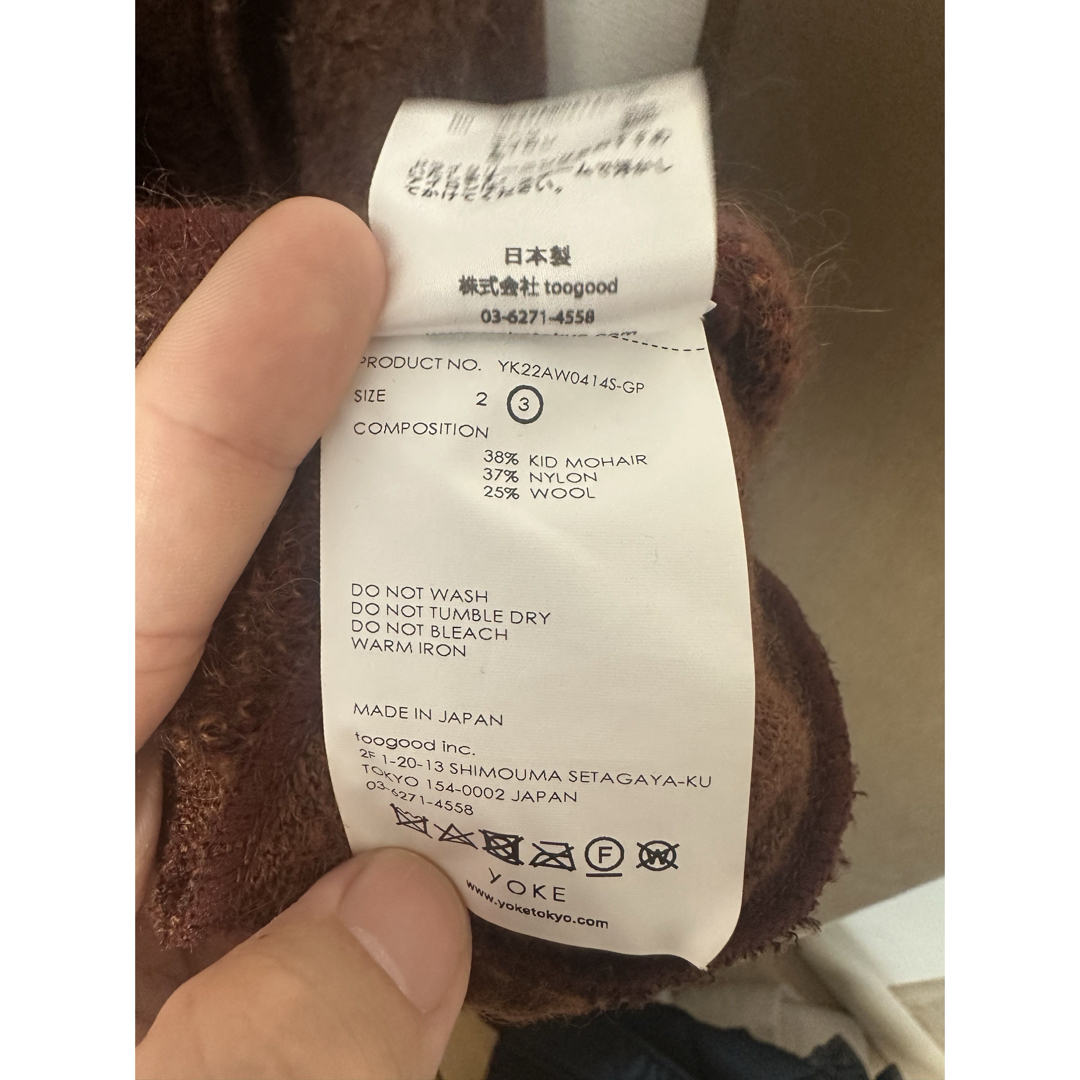 日本製
株式会社 toogood
03-6271-4558
PRODUCT NO. YK22AW0414S-GP
SIZE 2 3
COMPOSITION
38% KID MOHAIR
37% NYLON
25% WOOL
DO NOT WASH
DO NOT TUMBLE DRY
DO NOT BLEACH
WARM IRON
MADE IN JAPAN
toogood inc.
2F 1-20-13 SHIMOUMA SETAGAYA-KU
TOKYO 154-0002 JAPAN
03-6271-4558
F W
YOKE
www.yoketokyo.com